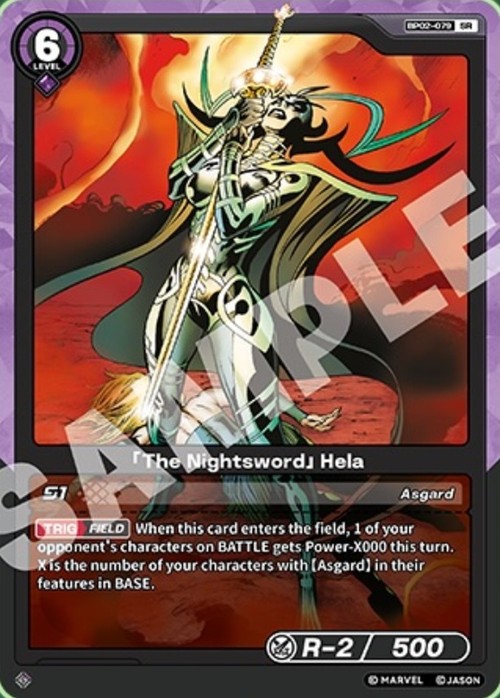 6
LEVEL
BP02-079 SR
SAMPLE
「The Nightsword」 Hela
S1
Asgard
TRIG FIELD When this card enters the field, 1 of your
opponent's characters on BATTLE gets Power-X000 this turn.
X is the number of your characters with [Asgard] in their
features in BASE.
R-2 / 500
© MARVEL © JASON